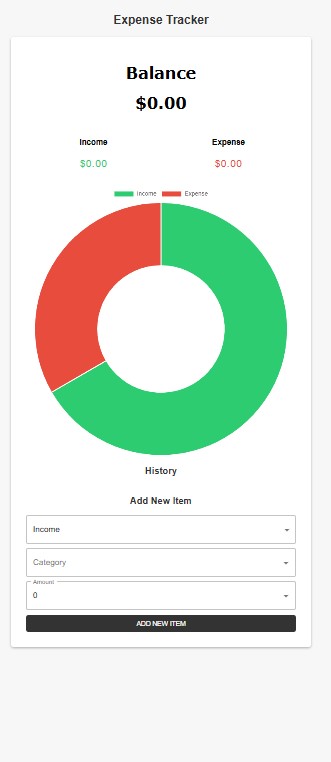 Expense Tracker
Balance
$0.00
Income Expense
$0.00 $0.00
Income Expense
History
Add New Item
Income
Category
Amount
0
ADD NEW ITEM